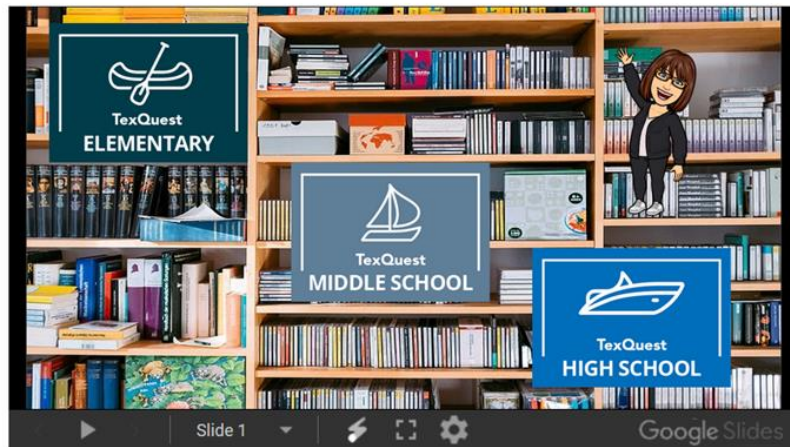 TexQuest
ELEMENTARY
TexQuest
MIDDLE SCHOOL
TexQuest
HIGH SCHOOL
Slide 1
Google Slides